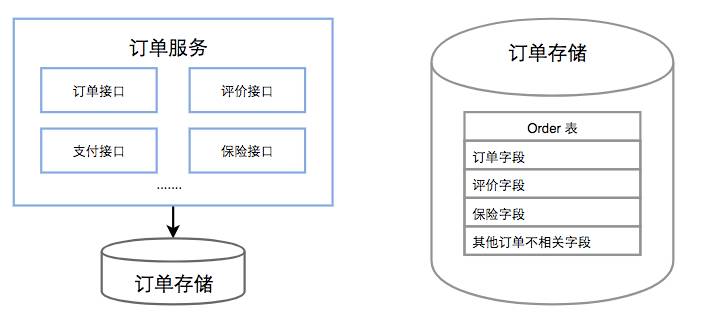 订单服务
订单接口
评价接口
支付接口
保险接口
.......
订单存储
订单存储
Order 表
订单字段
评价字段
保险字段
其他订单不相关字段